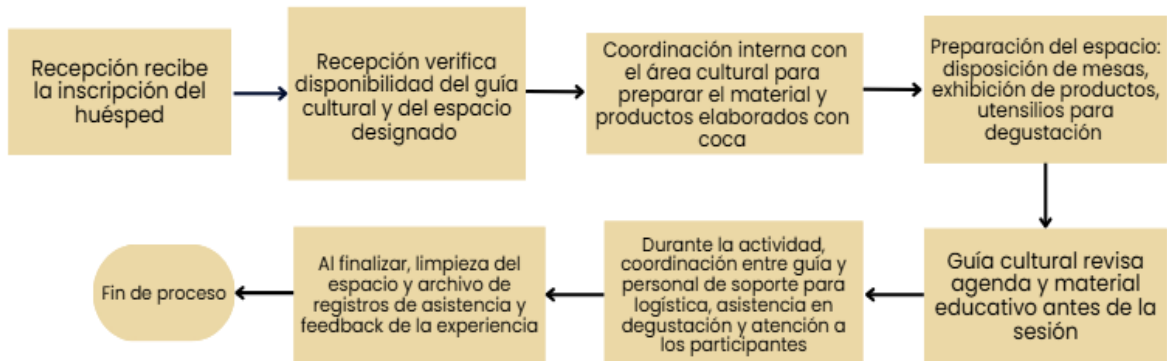 Recepción recibe
la inscripción del
huésped
Recepción verifica
disponibilidad del guía
cultural y del espacio
designado
Coordinación interna con
el área cultural para
preparar el material y
productos elaborados con
coca
Preparación del espacio:
disposición de mesas,
exhibición de productos,
utensilios para
degustación
Guía cultural revisa
agenda y material
educativo antes de la
sesión
Durante la actividad,
coordinación entre guía y
personal de soporte para
logística, asistencia en
degustación y atención a
los participantes
Al finalizar, limpieza del
espacio y archivo de
registros de asistencia y
feedback de la experiencia
Fin de proceso